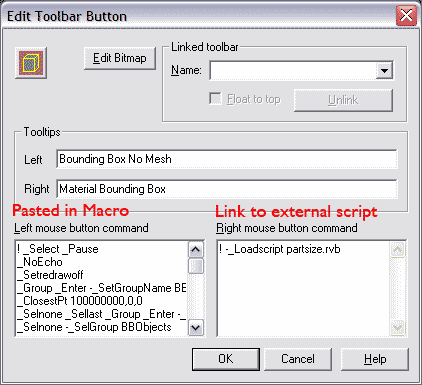 Edit Toolbar Button
Edit Bitmap
Linked toolbar
Name:
Float to top
Unlink
Tooltips
Left
Bounding Box No Mesh
Right
Material Bounding Box
Pasted in Macro
Link to external script
Left mouse button command
Right mouse button command
! _Select _Pause
_NoEcho
_Setredrawoff
_Group _Enter -_SetGroupName BE
_ClosestPt 100000000,0,0
_Selnone _Sellast _Group _Enter -_
_Selnone -_SelGroup BBObjects
! -_Loadscript partsize.rvb
OK
Cancel
Help